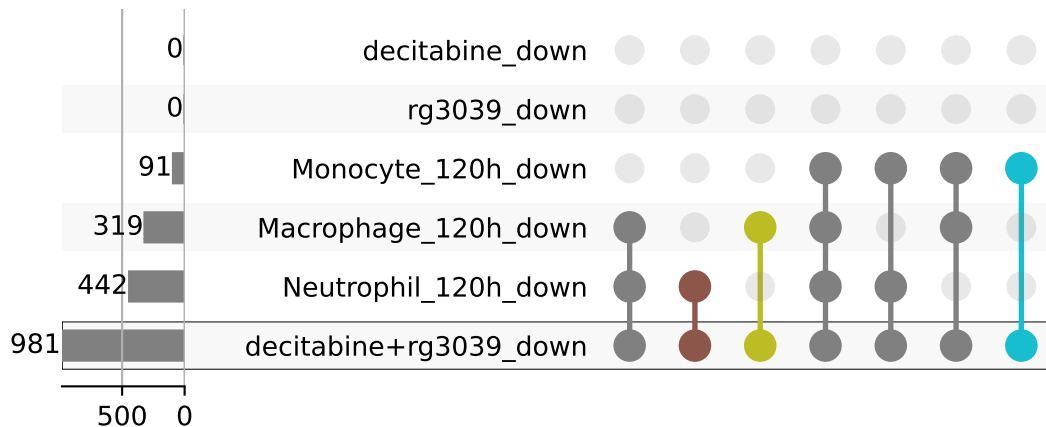 0 decitabine_down
0 rg3039_down
91 Monocyte_120h_down
319 Macrophage_120h_down
442 Neutrophil_120h_down
981 decitabine+rg3039_down
500 0